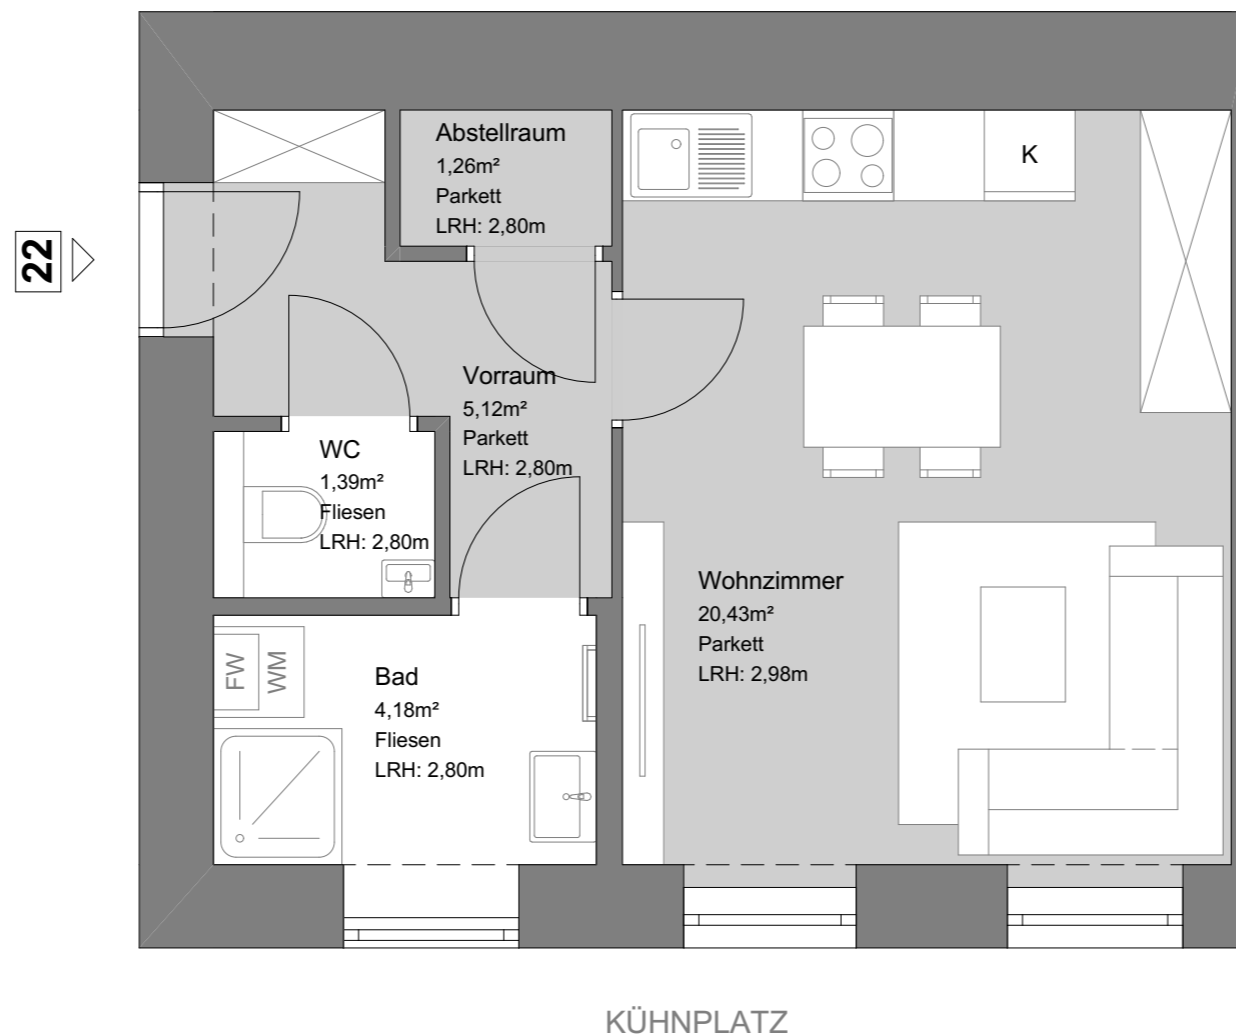 22
Abstellraum
1,26m²
Parkett
LRH: 2,80m
K
Vorraum
5,12m²
Parkett
LRH: 2,80m
WC
1,39m²
Fliesen
LRH: 2,80m
Wohnzimmer
20,43m²
Parkett
LRH: 2,98m
FW
WM
Bad
4,18m²
Fliesen
LRH: 2,80m
KÜHNPLATZ